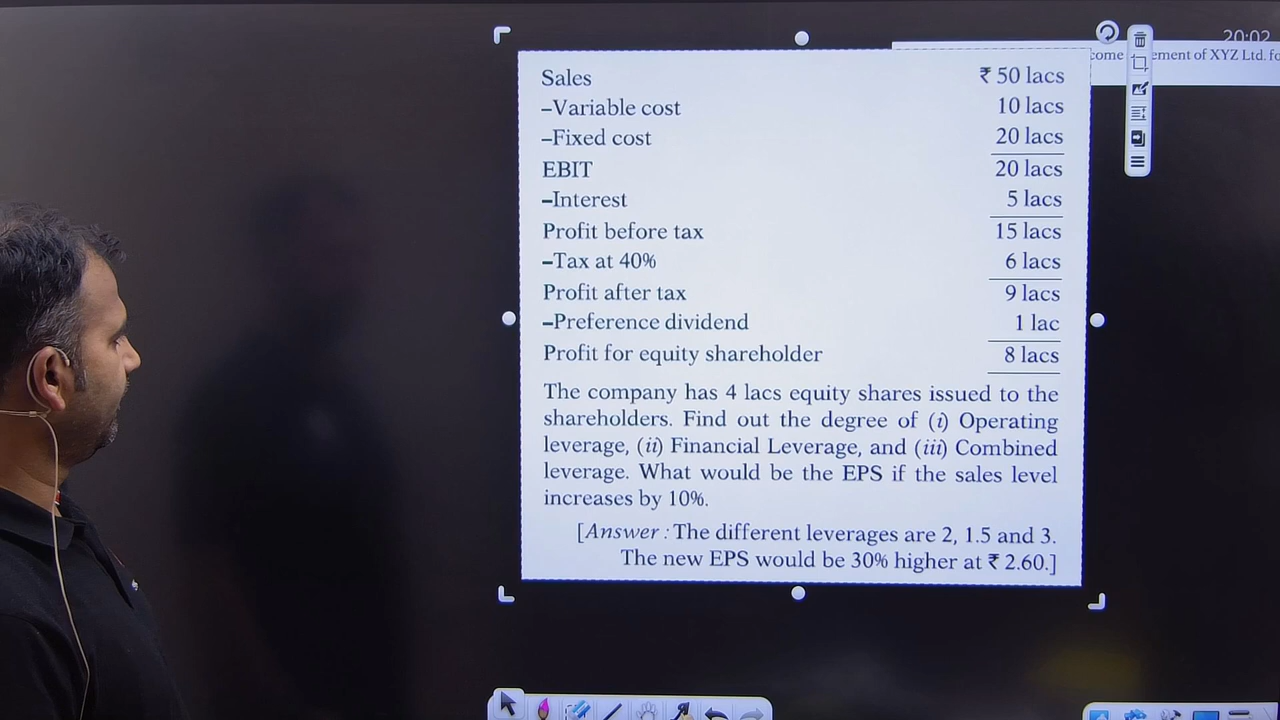 20:02
come ement of XYZ Ltd. fo
Sales ₹ 50 lacs
–Variable cost 10 lacs
–Fixed cost 20 lacs
EBIT 20 lacs
–Interest 5 lacs
Profit before tax 15 lacs
–Tax at 40% 6 lacs
Profit after tax 9 lacs
–Preference dividend 1 lac
Profit for equity shareholder 8 lacs
The company has 4 lacs equity shares issued to the
shareholders. Find out the degree of (i) Operating
leverage, (ii) Financial Leverage, and (iii) Combined
leverage. What would be the EPS if the sales level
increases by 10%.
[Answer : The different leverages are 2, 1.5 and 3.
The new EPS would be 30% higher at ₹ 2.60.]